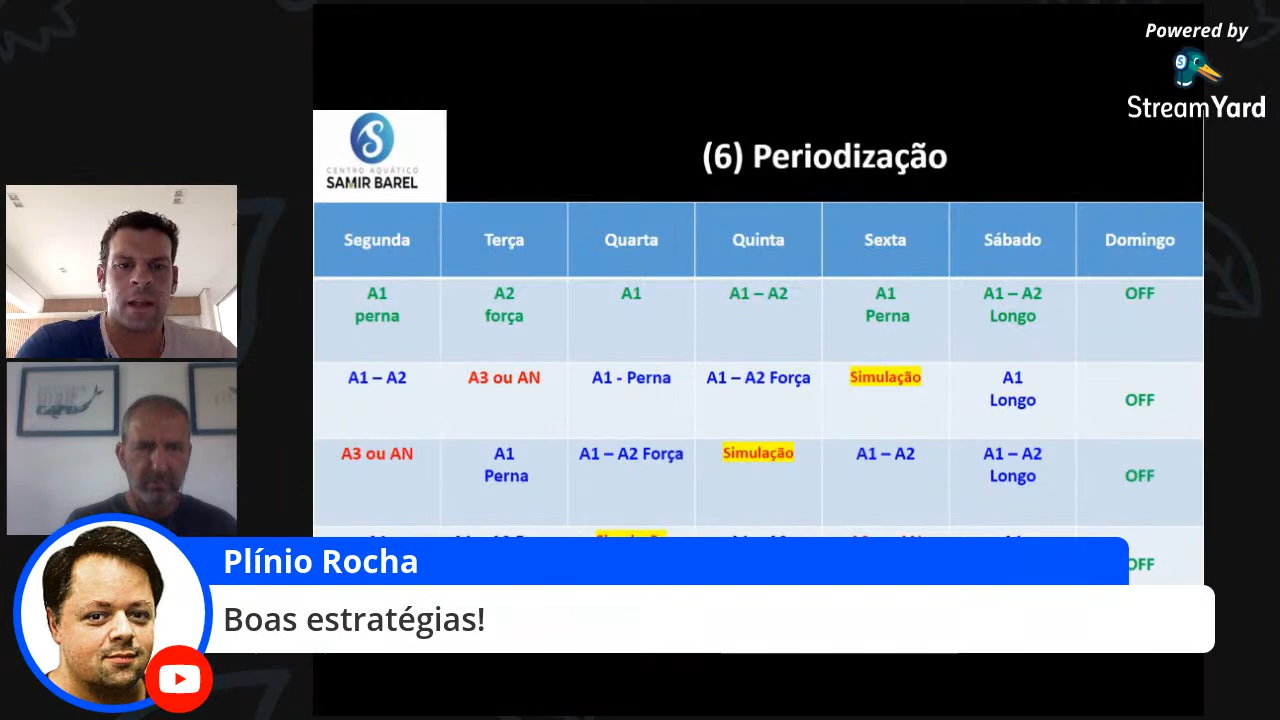 Powered by
StreamYard
CENTRO AQUÁTICO
SAMIR BAREL
(6) Periodização
Segunda Terça Quarta Quinta Sexta Sábado Domingo
A1 A2 A1 A1 – A2 A1 A1 – A2 OFF
perna força Perna Longo
A1 – A2 A3 ou AN A1 - Perna A1 – A2 Força Simulação A1
Longo OFF
A3 ou AN A1 A1 – A2 Força Simulação A1 – A2 A1 – A2
Perna Longo OFF
OFF
Plínio Rocha
Boas estratégias!